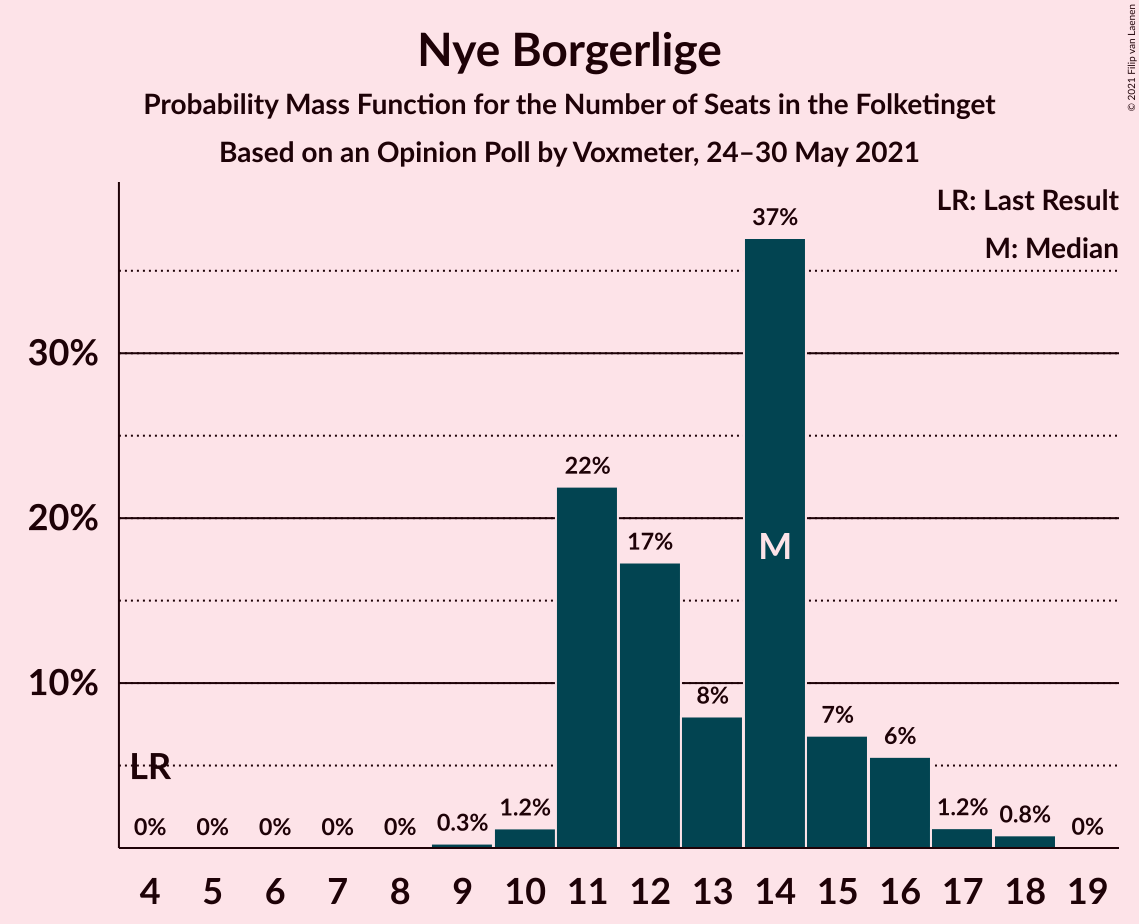 Nye Borgerlige
Probability Mass Function for the Number of Seats in the Folketinget
Based on an Opinion Poll by Voxmeter, 24–30 May 2021
© 2021 Filip van Laenen
LR: Last Result
M: Median
37%
30%
22%
20%
17%
M
10%
8%
7%
6%
LR
0% 0% 0% 0% 0% 0.3% 1.2% 1.2% 0.8% 0%
4 5 6 7 8 9 10 11 12 13 14 15 16 17 18 19